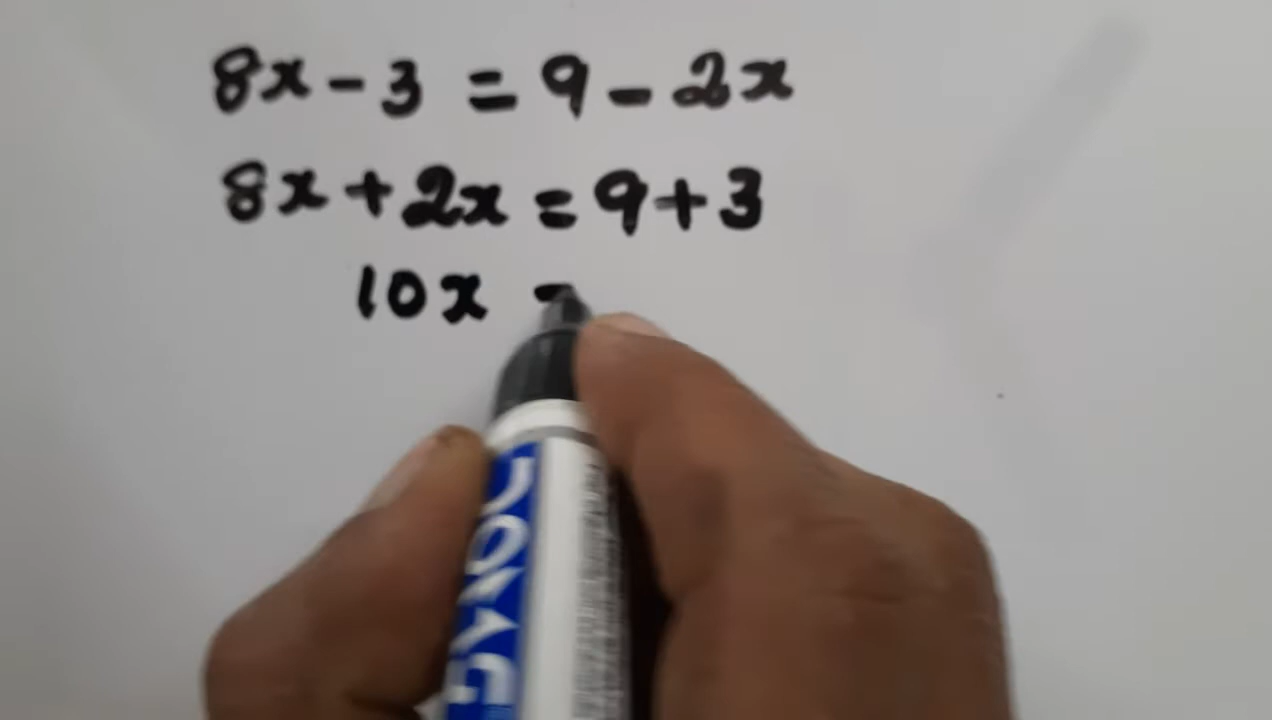 8x - 3 = 9 - 2x
8x + 2x = 9 + 3
10x =